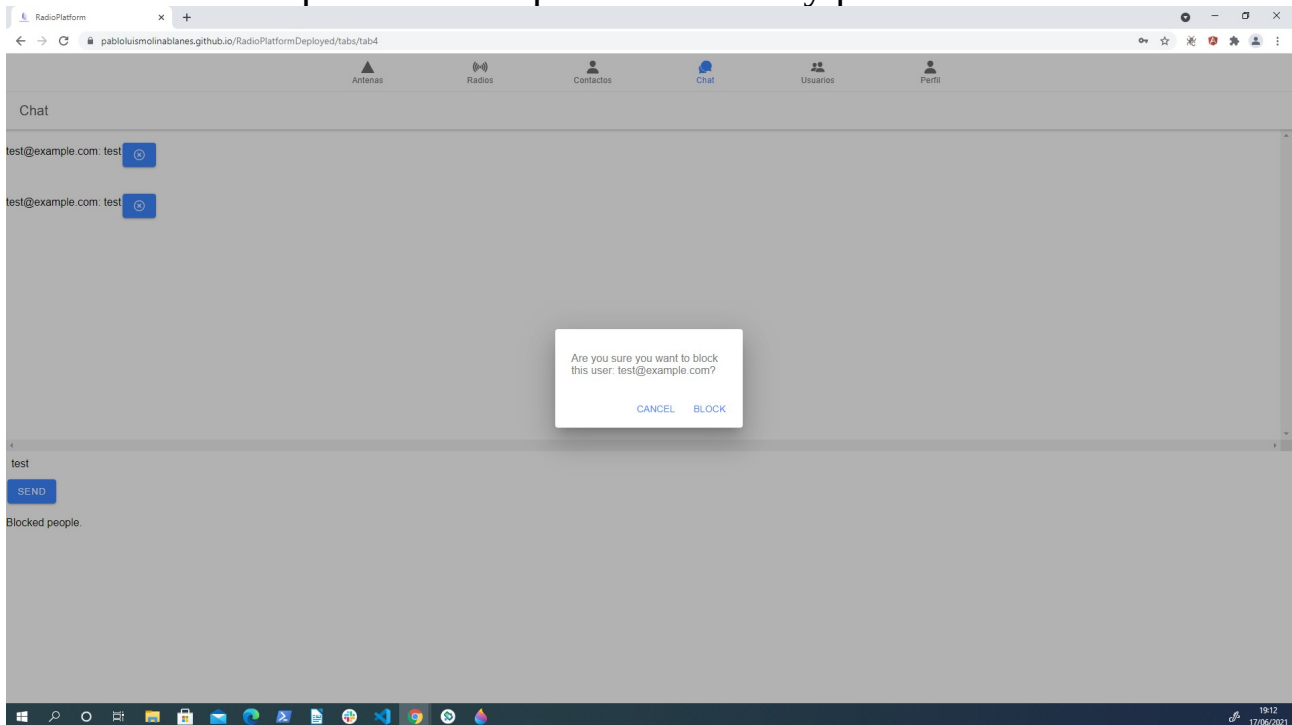 RadioPlatform
pabloluismolinablanes.github.io/RadioPlatformDeployed/tabs/tab4
Antenas Radios Contactos Chat Usuarios Perfil
Chat
test@example.com: test
test@example.com: test
Are you sure you want to block
this user: test@example.com?
CANCEL BLOCK
test
SEND
Blocked people.
19:12
17/06/2021